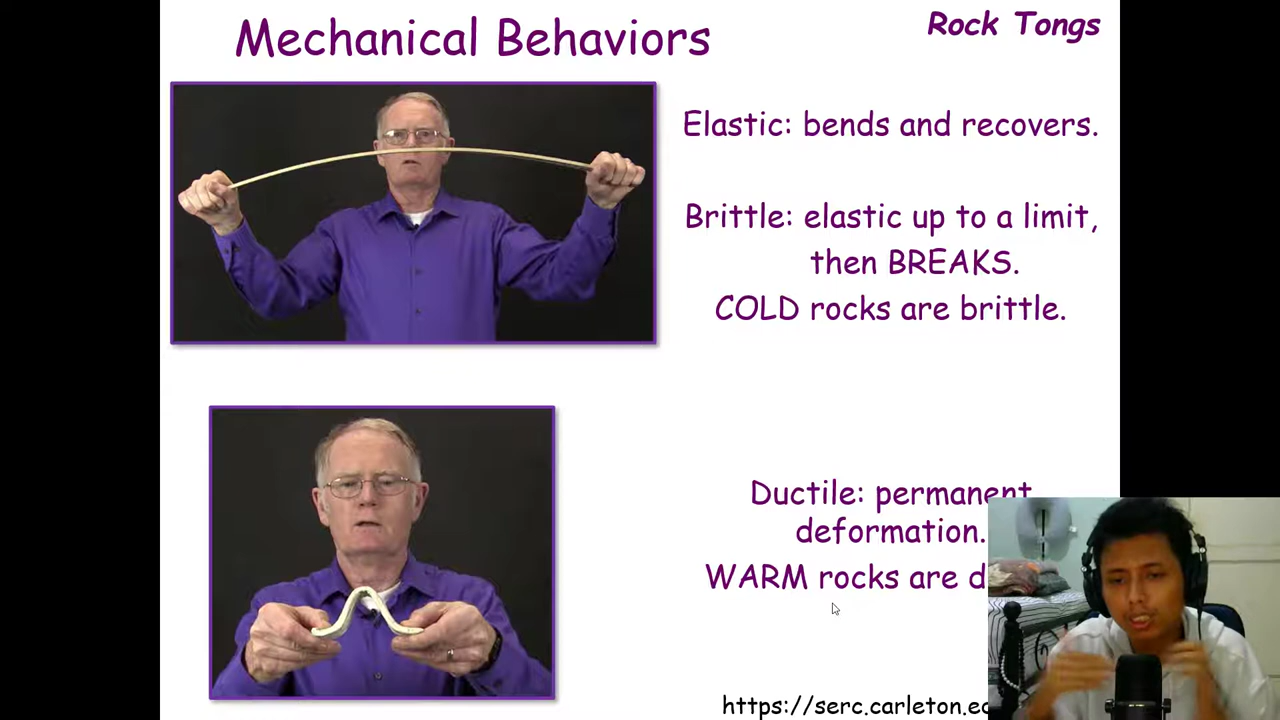 Mechanical Behaviors
Rock Tongs
Elastic: bends and recovers.
Brittle: elastic up to a limit,
then BREAKS.
COLD rocks are brittle.
Ductile: permanent
deformation.
WARM rocks are
https://serc.carleton.